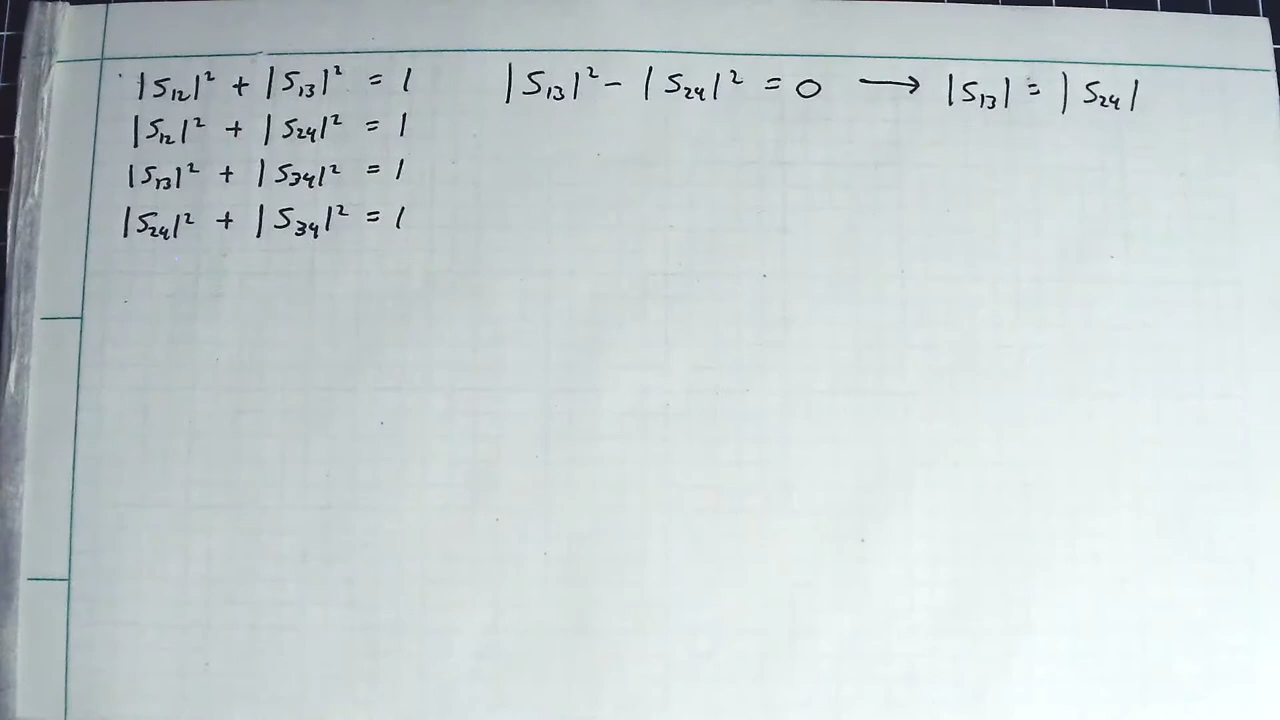 |S₁₂|² + |S₁₃|² = 1
|S₁₂|² + |S₂₄|² = 1
|S₁₃|² + |S₃₄|² = 1
|S₂₄|² + |S₃₄|² = 1
|S₁₃|² - |S₂₄|² = 0 → |S₁₃| = |S₂₄|